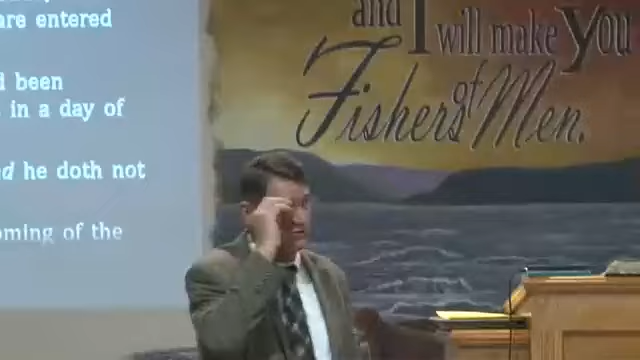 are entered
been
in a day of
he doth not
oming of the
and I will make You
Fishers of Men.